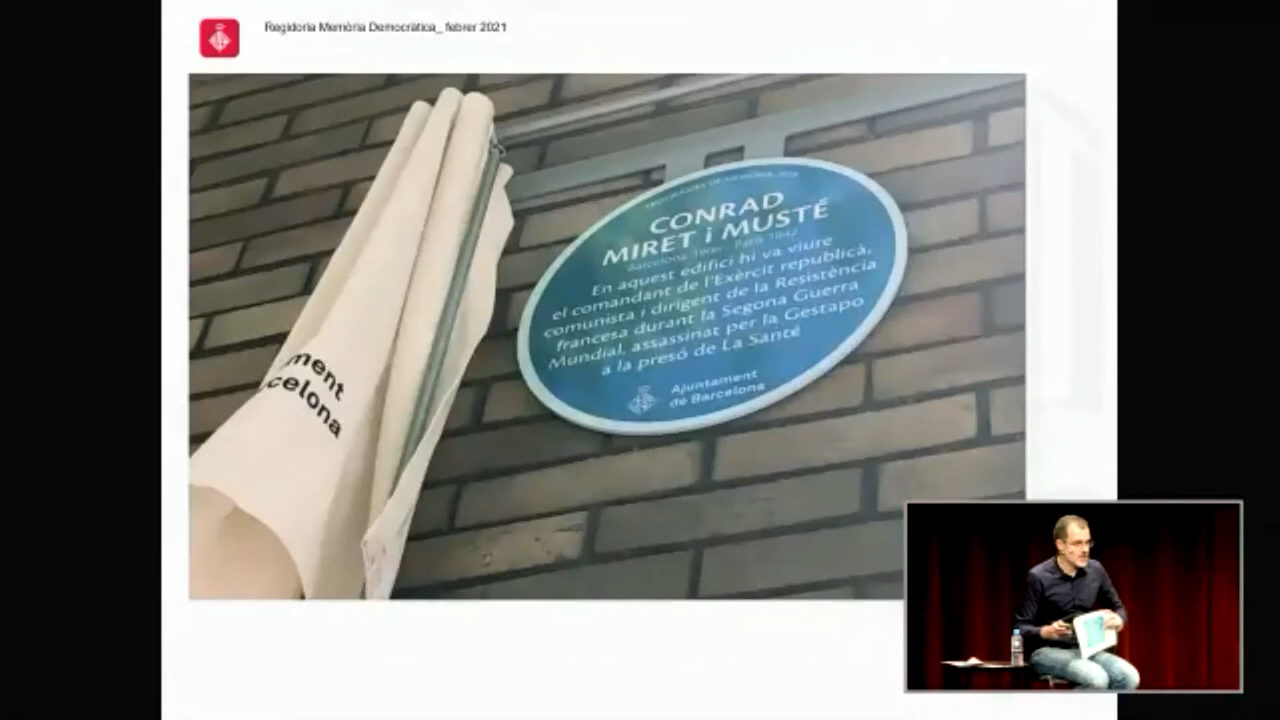 Regidoria Memòria Democràtica_ febrer 2021
CONRAD
MIRET i MUSTÉ
En aquest edifici hi va viure
el comandant de l'Exèrcit republicà,
comunista i dirigent de la Resistència
francesa durant la Segona Guerra
Mundial, assassinat per la Gestapo
a la presó de La Santé
Ajuntament
de Barcelona
ment
celona